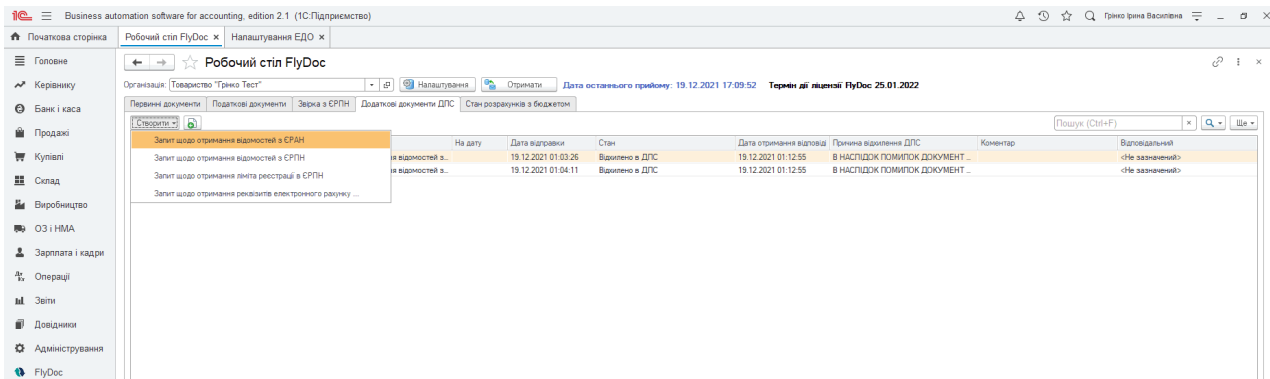 1С Business automation software for accounting, edition 2.1 (1С:Підприємство) Грінко Ірина Василівна
Початкова сторінка Робочий стіл FlyDoc × Налаштування ЕДО ×
Головне
Керівнику
Банк і каса
Продажі
Купівлі
Склад
Виробництво
ОЗ і НМА
Зарплата і кадри
Операції
Звіти
Довідники
Адміністрування
FlyDoc
Робочий стіл FlyDoc
Організація: Товариство "Грінко Тест" Налаштування Отримати Дата останнього прийому: 19.12.2021 17:09:52 Термін дії ліцензії FlyDoc 25.01.2022
Первинні документи Податкові документи Звірка з ЄРПН Додаткові документи ДПС Стан розрахунків з бюджетом
Створити Пошук (Ctrl+F) × Ще
Запит щодо отримання відомостей з ЄРАН
Запит щодо отримання відомостей з ЄРПН
Запит щодо отримання ліміта реєстрації в ЄРПН
Запит щодо отримання реквізитів електронного рахунку ...
На дату Дата відправки Стан Дата отримання відповіді Причина відхилення ДПС Коментар Відповідальний
я відомостей з... 19.12.2021 01:03:26 Відхилено в ДПС 19.12.2021 01:12:55 В НАСЛІДОК ПОМИЛОК ДОКУМЕНТ ... <Не зазначений>
я відомостей з... 19.12.2021 01:04:11 Відхилено в ДПС 19.12.2021 01:12:55 В НАСЛІДОК ПОМИЛОК ДОКУМЕНТ ... <Не зазначений>